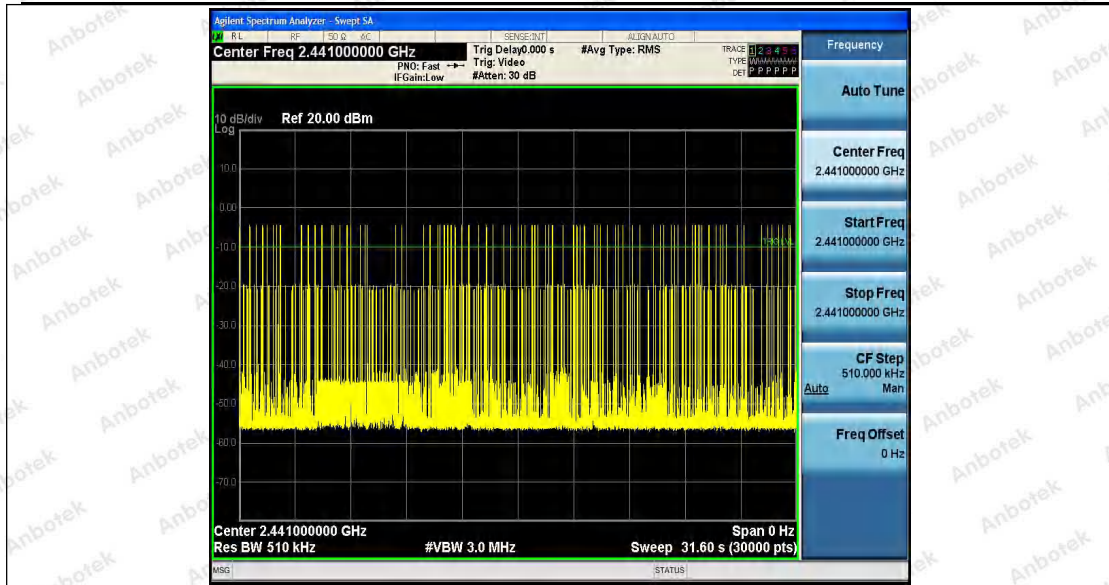 Agilent Spectrum Analyzer - Swept SA
RL RF 50 Ω AC SENSE:INT ALIGN AUTO
Center Freq 2.441000000 GHz
PNO: Fast
IFGain:Low
Trig Delay0.000 s
Trig: Video
#Atten: 30 dB
#Avg Type: RMS
TRACE 1 2 3 4 5 6
TYPE
DET P P P P P P
10 dB/div Ref 20.00 dBm
Log
10.0
0.00
-10.0
TRIG LVL
-20.0
-30.0
-40.0
-50.0
-60.0
-70.0
Center 2.441000000 GHz Span 0 Hz
Res BW 510 kHz #VBW 3.0 MHz Sweep 31.60 s (30000 pts)
MSG STATUS
Frequency
Auto Tune
Center Freq
2.441000000 GHz
Start Freq
2.441000000 GHz
Stop Freq
2.441000000 GHz
CF Step
510.000 kHz
Auto Man
Freq Offset
0 Hz
Anbotek